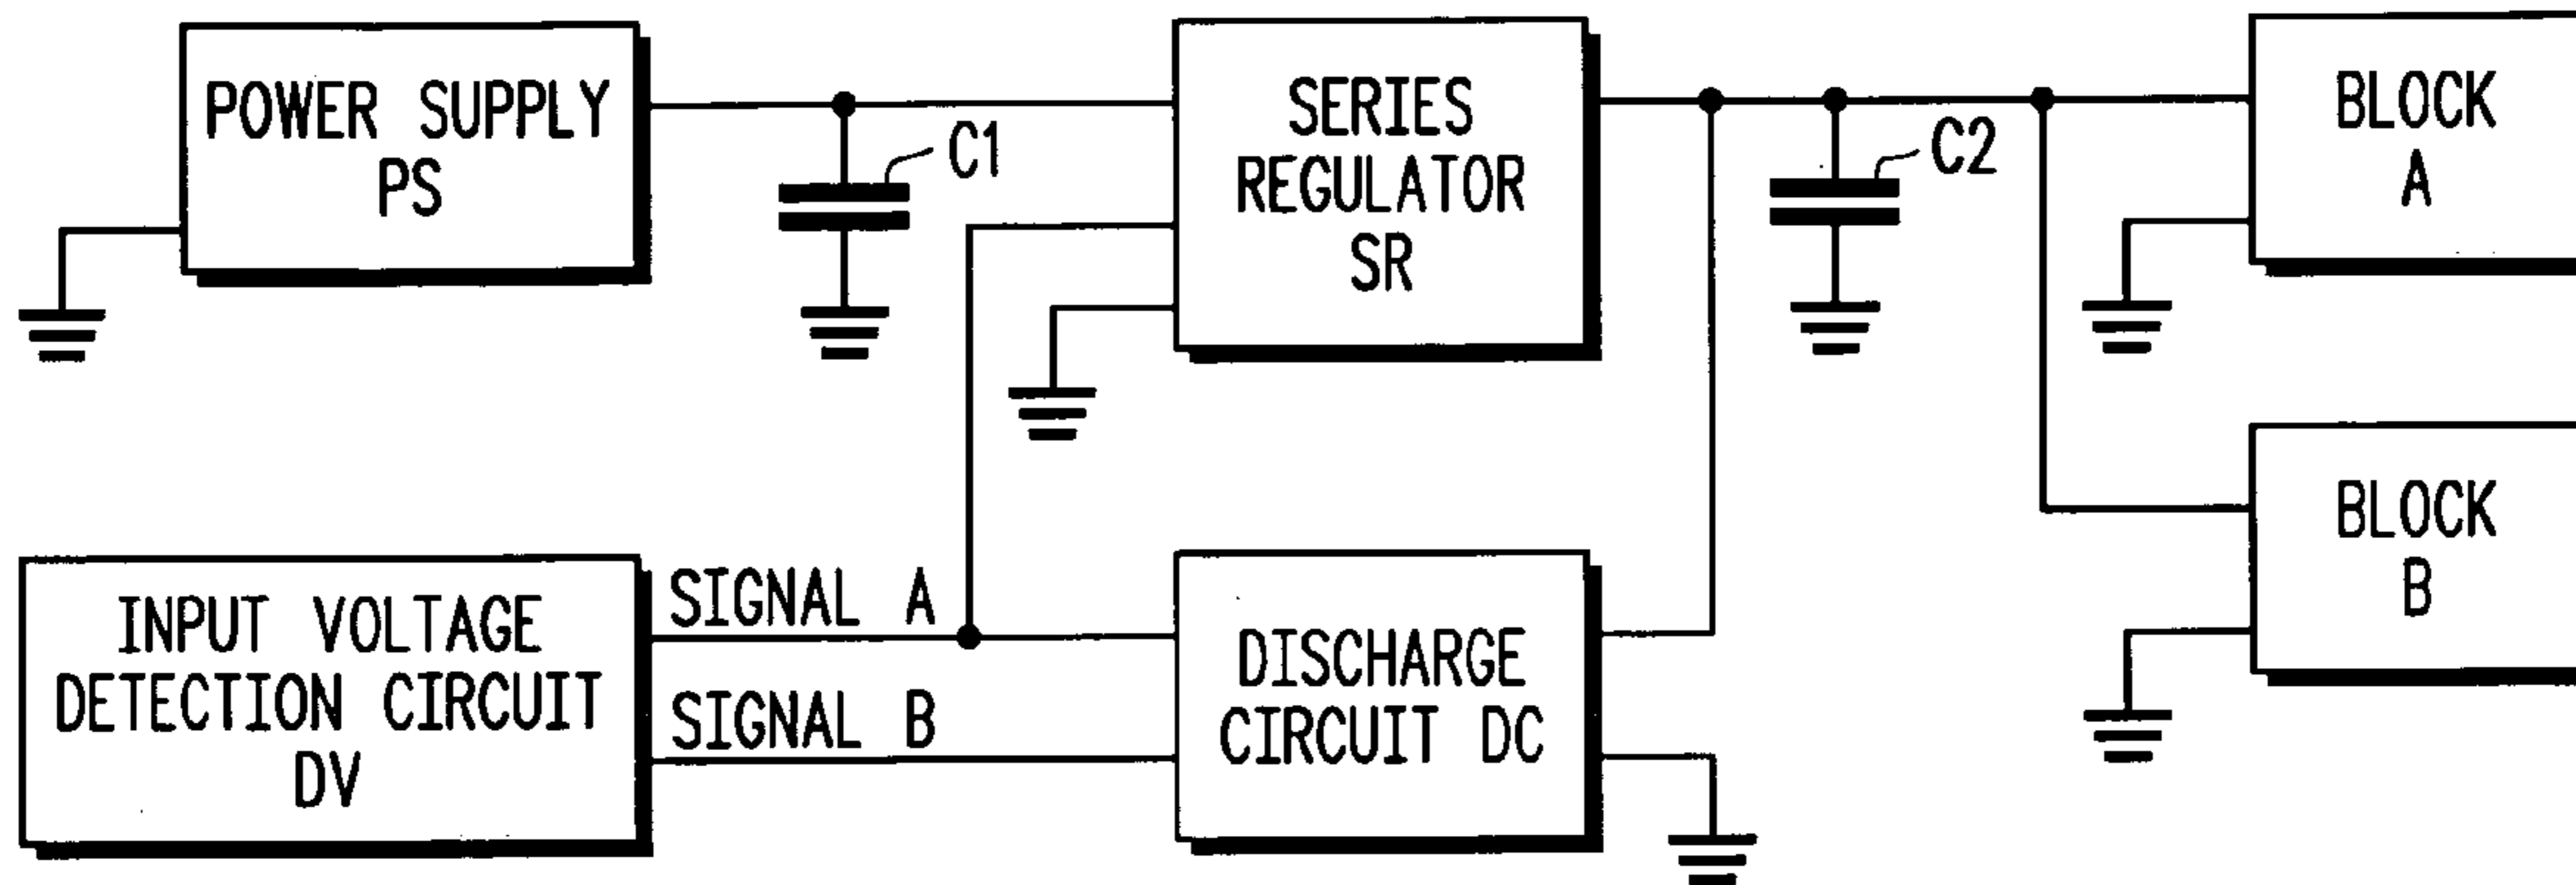 POWER SUPPLY
PS
C1
SERIES
REGULATOR
SR
C2
BLOCK
A
BLOCK
B
INPUT VOLTAGE
DETECTION CIRCUIT
DV
SIGNAL A
SIGNAL B
DISCHARGE
CIRCUIT DC